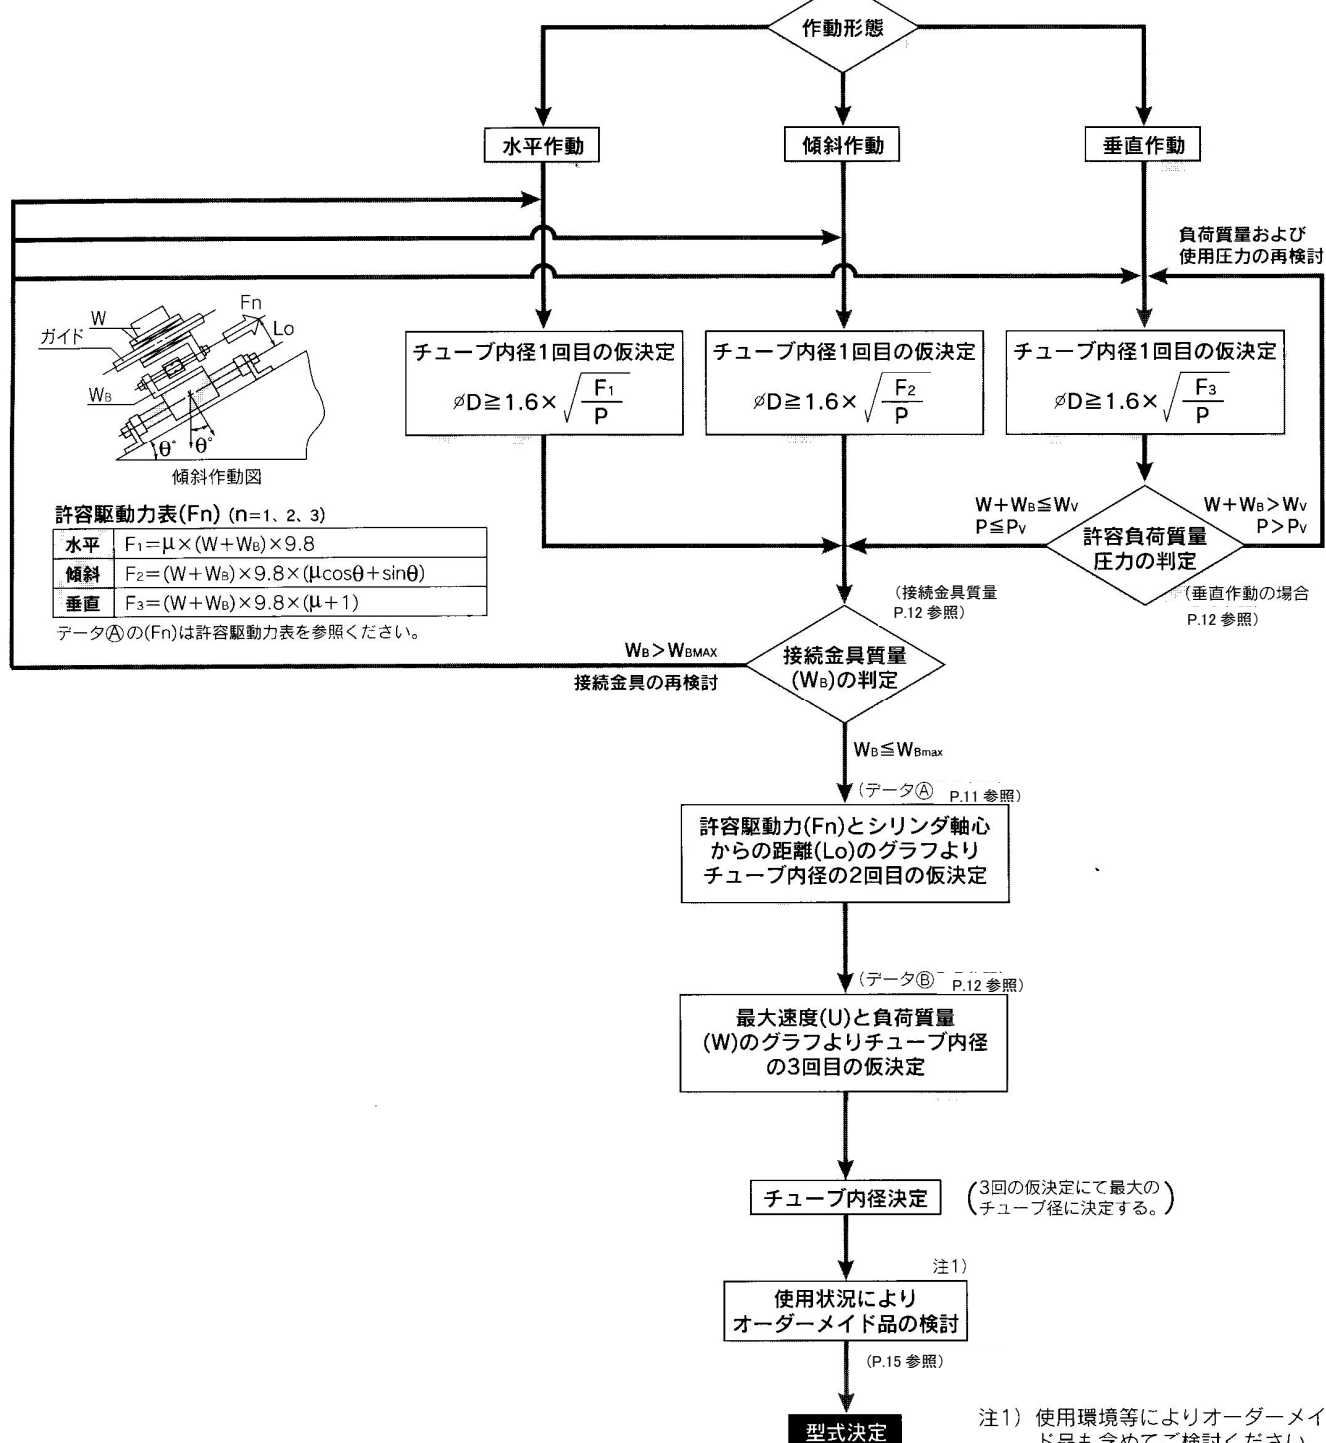 作動形態
水平作動
傾斜作動
垂直作動
負荷質量および
使用圧力の再検討
チューブ内径1回目の仮決定
øD≧1.6×√F₁/P
チューブ内径1回目の仮決定
øD≧1.6×√F₂/P
チューブ内径1回目の仮決定
øD≧1.6×√F₃/P
W
ガイド
WB
Fn
Lo
θ°
θ°
傾斜作動図
許容駆動力表(Fn) (n=1、2、3)
水平 F₁=μ×(W+WB)×9.8
傾斜 F₂=(W+WB)×9.8×(μcosθ+sinθ)
垂直 F₃=(W+WB)×9.8×(μ+1)
データⒶの(Fn)は許容駆動力表を参照ください。
W+WB≦WV
P≦PV
W+WB>WV
P>PV
許容負荷質量
圧力の判定
(垂直作動の場合
P.12 参照)
(接続金具質量
P.12 参照)
WB>WBMAX
接続金具の再検討
接続金具質量
(WB)の判定
WB≦WBmax
(データⒶ P.11 参照)
許容駆動力(Fn)とシリンダ軸心
からの距離(Lo)のグラフより
チューブ内径の2回目の仮決定
(データⒷ P.12 参照)
最大速度(U)と負荷質量
(W)のグラフよりチューブ内径
の3回目の仮決定
チューブ内径決定
(3回の仮決定にて最大の
チューブ径に決定する。)
注1)
使用状況により
オーダーメイド品の検討
(P.15 参照)
型式決定
注1) 使用環境等によりオーダーメイ
ド品も含めてご検討ください